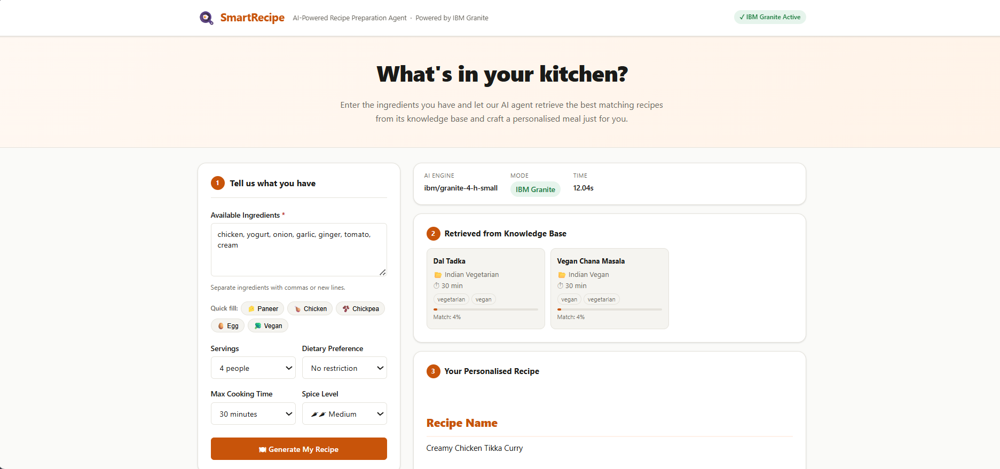 SmartRecipe AI-Powered Recipe Preparation Agent · Powered by IBM Granite
✓ IBM Granite Active
What's in your kitchen?
Enter the ingredients you have and let our AI agent retrieve the best matching recipes
from its knowledge base and craft a personalised meal just for you.
1 Tell us what you have
Available Ingredients *
chicken, yogurt, onion, garlic, ginger, tomato,
cream
Separate ingredients with commas or new lines.
Quick fill: Paneer Chicken Chickpea
Egg Vegan
Servings Dietary Preference
4 people No restriction
Max Cooking Time Spice Level
30 minutes Medium
Generate My Recipe
AI ENGINE MODE TIME
ibm/granite-4-h-small IBM Granite 12.04s
2 Retrieved from Knowledge Base
Dal Tadka
Indian Vegetarian
30 min
vegetarian vegan
Match: 4%
Vegan Chana Masala
Indian Vegan
30 min
vegan vegetarian
Match: 4%
3 Your Personalised Recipe
Recipe Name
Creamy Chicken Tikka Curry